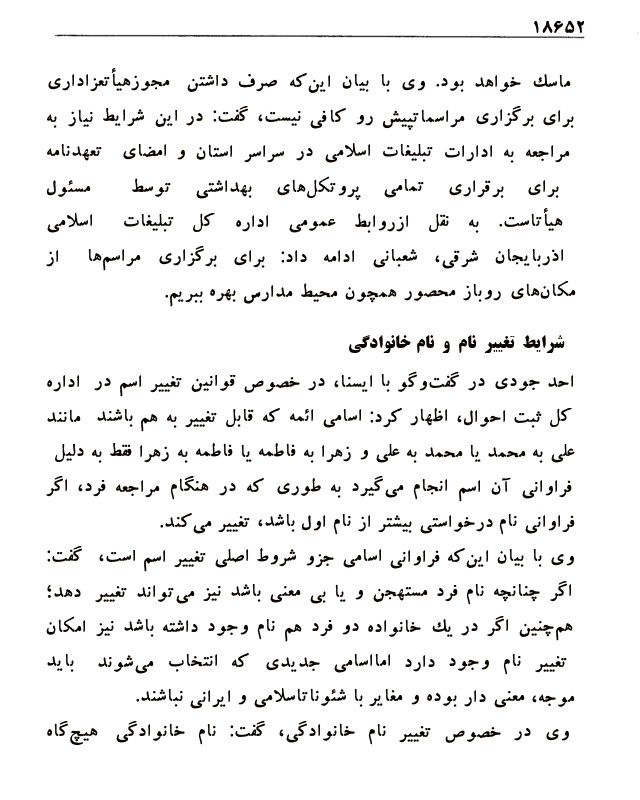 ۱۸۶۵۲
ماسك خواهد بود. وی با بیان این‌که صرف داشتن مجوزهیأتعزاداری
برای برگزاری مراسماتپیش رو کافی نیست، گفت: در این شرایط نیاز به
مراجعه به ادارات تبلیغات اسلامی در سراسر استان و امضای تعهدنامه
برای برقراری تمامی پروتکل‌های بهداشتی توسط مسئول
هیأتاست. به نقل ازروابط عمومی اداره کل تبلیغات اسلامی
اذربایجان شرقی، شعبانی ادامه داد: برای برگزاری مراسم‌ها از
مکان‌های روباز محصور همچون محیط مدارس بهره ببریم.
شرایط تغییر نام و نام خانوادگی
احد جودی در گفت‌وگو با ایسنا، در خصوص قوانین تغییر اسم در اداره
کل ثبت احوال، اظهار کرد: اسامی ائمه که قابل تغییر به هم باشند مانند
علی به محمد یا محمد به علی و زهرا به فاطمه یا فاطمه به زهرا فقط به دلیل
فراوانی آن اسم انجام می‌گیرد به طوری که در هنگام مراجعه فرد، اگر
فراوانی نام درخواستی بیشتر از نام اول باشد، تغییر می‌کند.
وی با بیان این‌که فراوانی اسامی جزو شروط اصلی تغییر اسم است، گفت:
اگر چنانچه نام فرد مستهجن و یا بی معنی باشد نیز می‌تواند تغییر دهد؛
هم‌چنین اگر در یك خانواده دو فرد هم نام وجود داشته باشد نیز امکان
تغییر نام وجود دارد امااسامی جدیدی که انتخاب می‌شوند باید
موجه، معنی دار بوده و مغایر با شئوناتاسلامی و ایرانی نباشند.
وی در خصوص تغییر نام خانوادگی، گفت: نام خانوادگی هیچ‌گاه